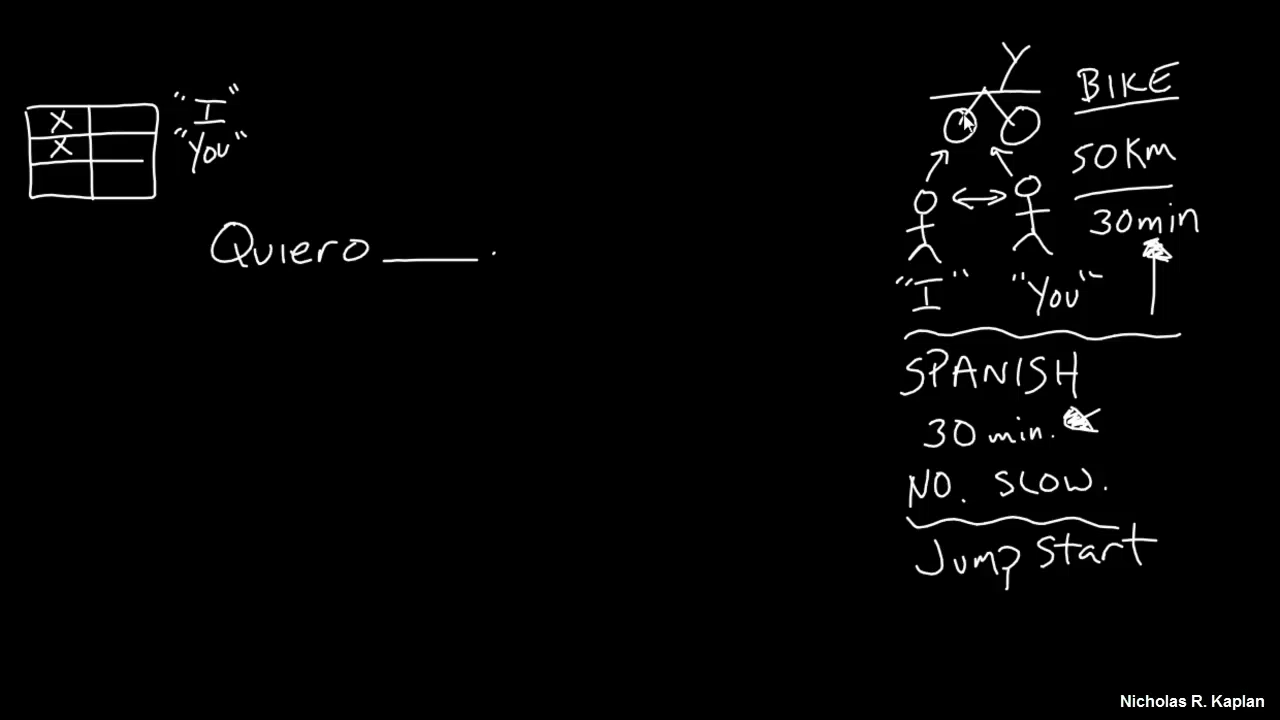 X
"I"
X
"You"
Quiero ____.
Y
BIKE
50Km
30min
"I" "You"
SPANISH
30 min.
NO. SLOW.
Jump Start
Nicholas R. Kaplan